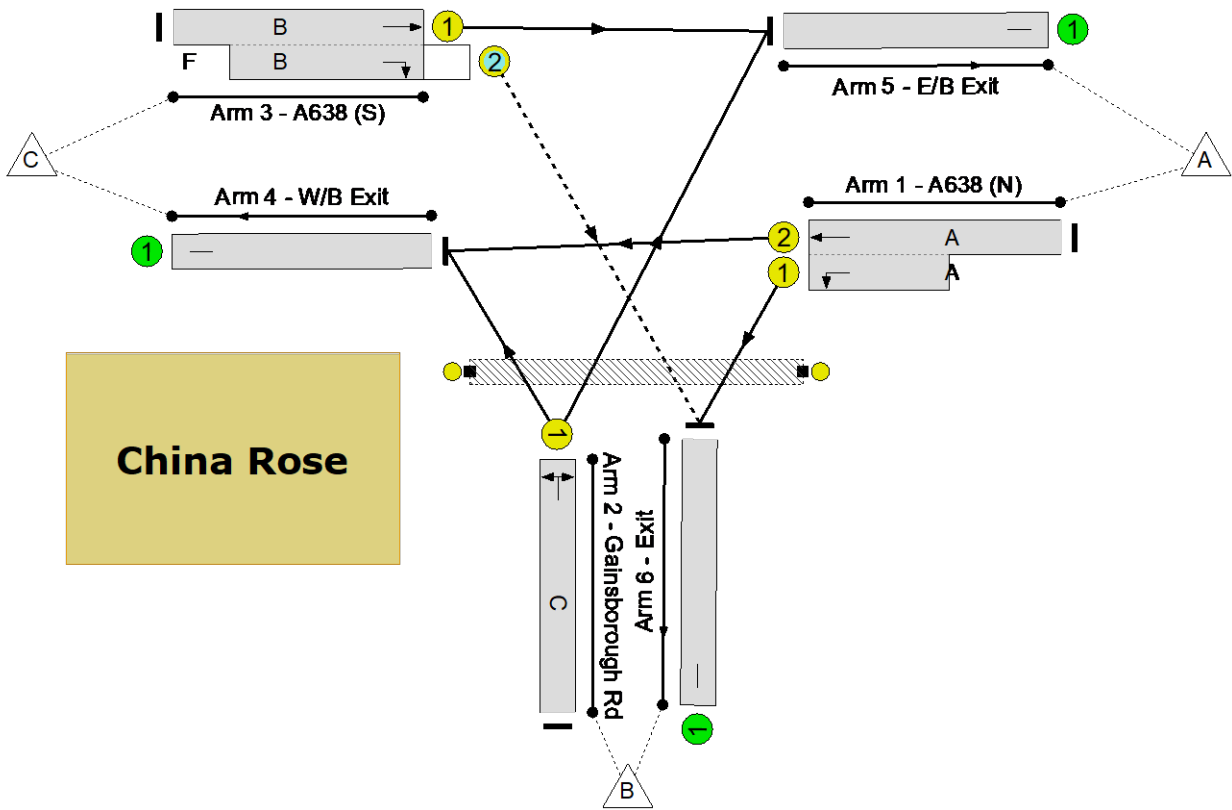 B
1
1
F
B
2
Arm 3 - A638 (S)
Arm 5 - E/B Exit
C
A
Arm 4 - W/B Exit
Arm 1 - A638 (N)
1
2
A
1
A
China Rose
1
Arm 2 - Gainsborough Rd
Arm 6 - Exit
C
1
B